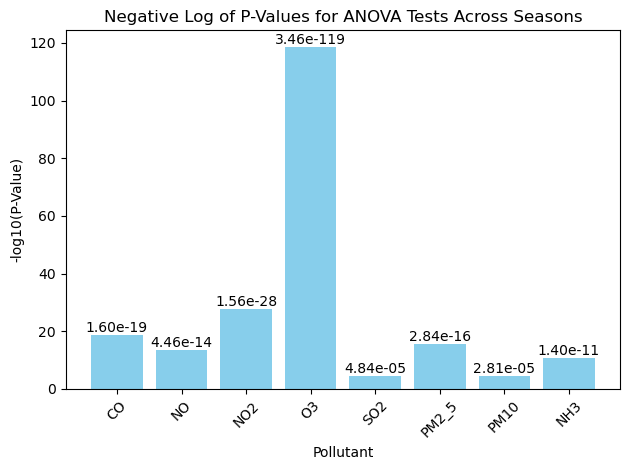 Negative Log of P-Values for ANOVA Tests Across Seasons
-log10(P-Value)
120
100
80
60
40
20
0
1.60e-19
4.46e-14
1.56e-28
3.46e-119
4.84e-05
2.84e-16
2.81e-05
1.40e-11
CO
NO
NO2
O3
SO2
PM2_5
PM10
NH3
Pollutant